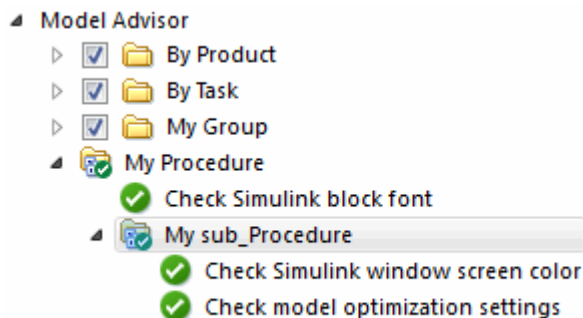 Model Advisor
By Product
By Task
My Group
My Procedure
Check Simulink block font
My sub_Procedure
Check Simulink window screen color
Check model optimization settings